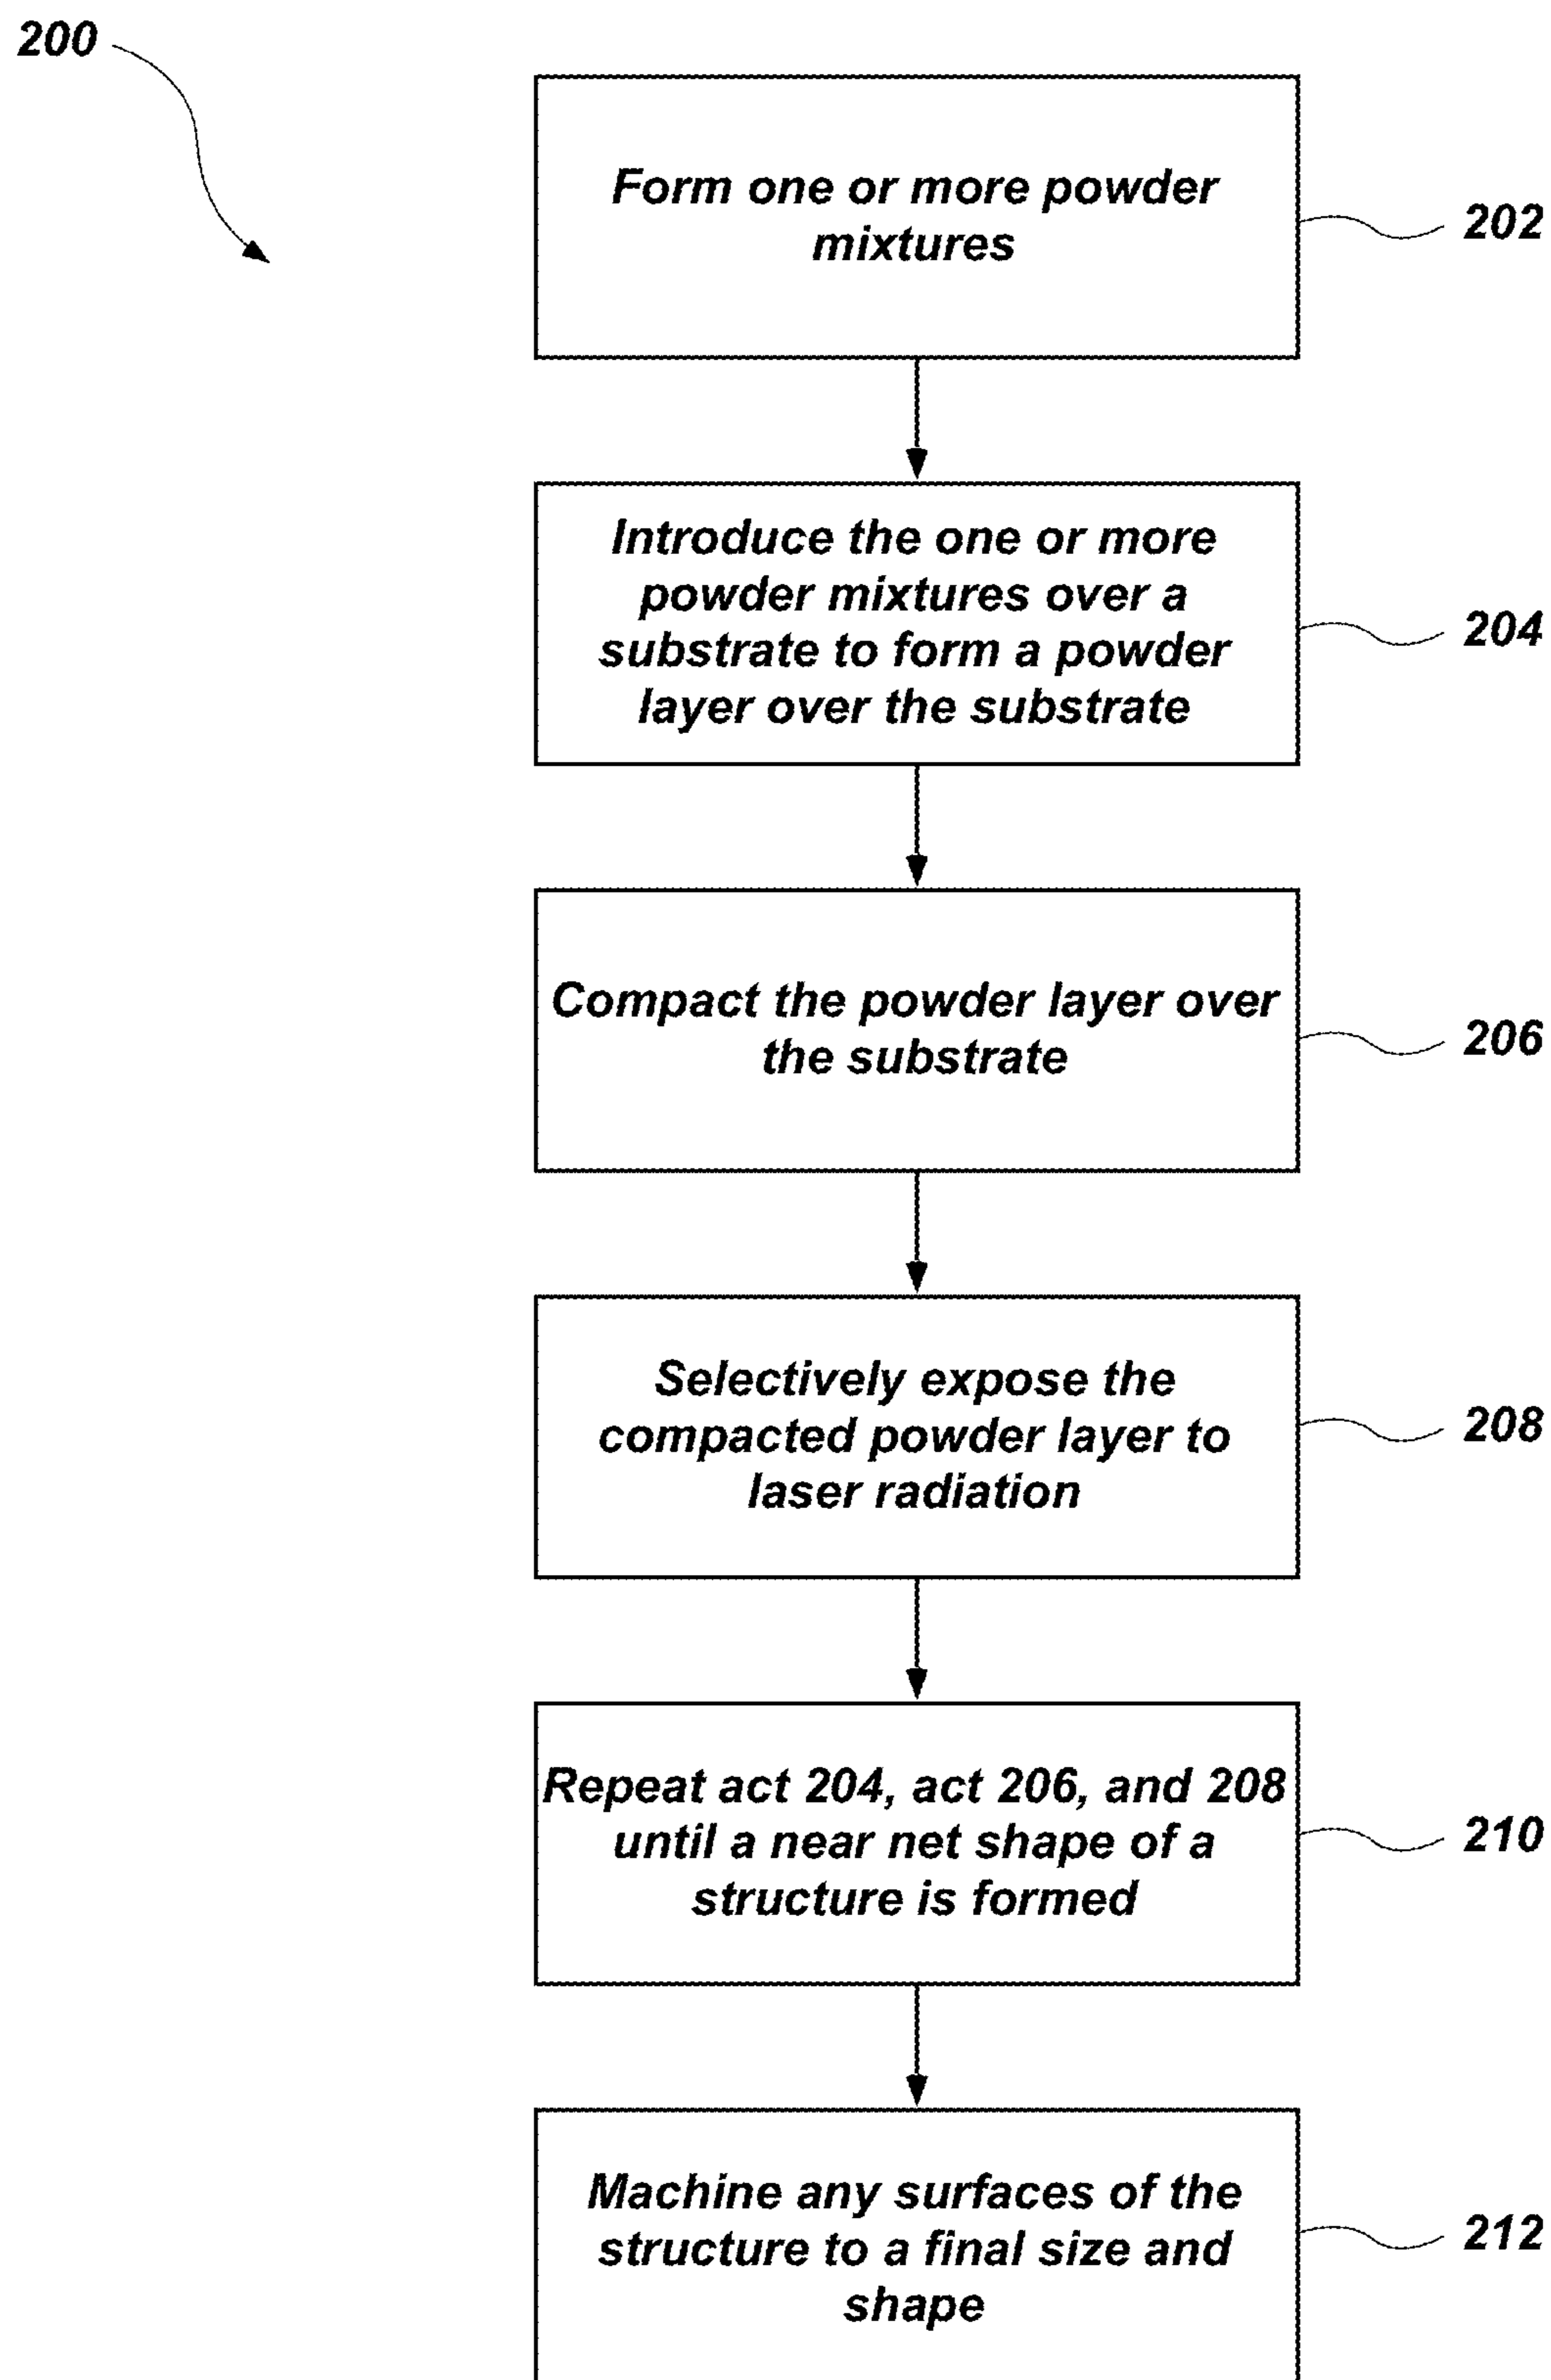 200
Form one or more powder
mixtures
202
Introduce the one or more
powder mixtures over a
substrate to form a powder
layer over the substrate
204
Compact the powder layer over
the substrate
206
Selectively expose the
compacted powder layer to
laser radiation
208
Repeat act 204, act 206, and 208
until a near net shape of a
structure is formed
210
Machine any surfaces of the
structure to a final size and
shape
212